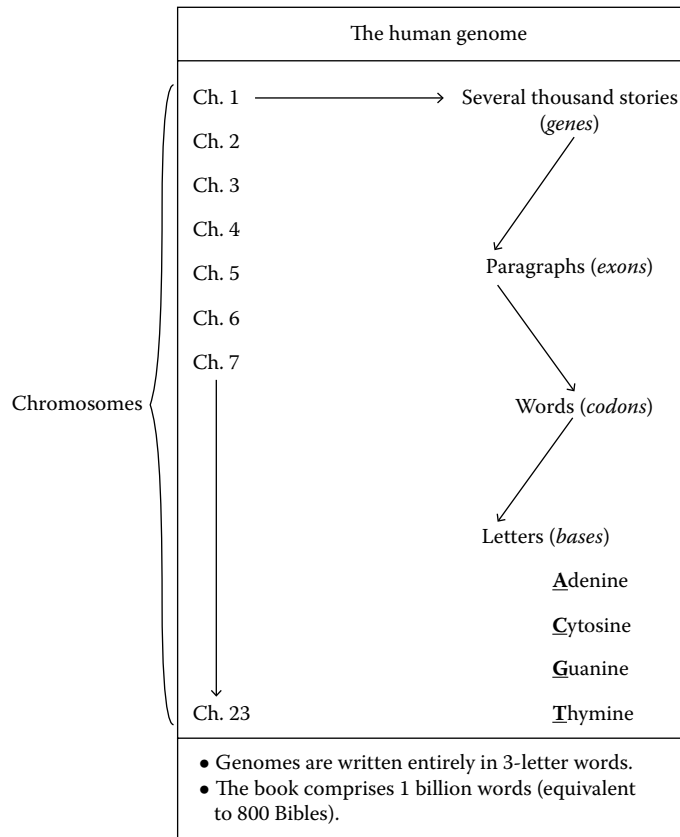 The human genome
Ch. 1
Several thousand stories
(genes)
Ch. 2
Ch. 3
Ch. 4
Ch. 5
Paragraphs (exons)
Ch. 6
Ch. 7
Chromosomes
Words (codons)
Letters (bases)
Adenine
Cytosine
Guanine
Ch. 23
Thymine
• Genomes are written entirely in 3-letter words.
• The book comprises 1 billion words (equivalent
to 800 Bibles).